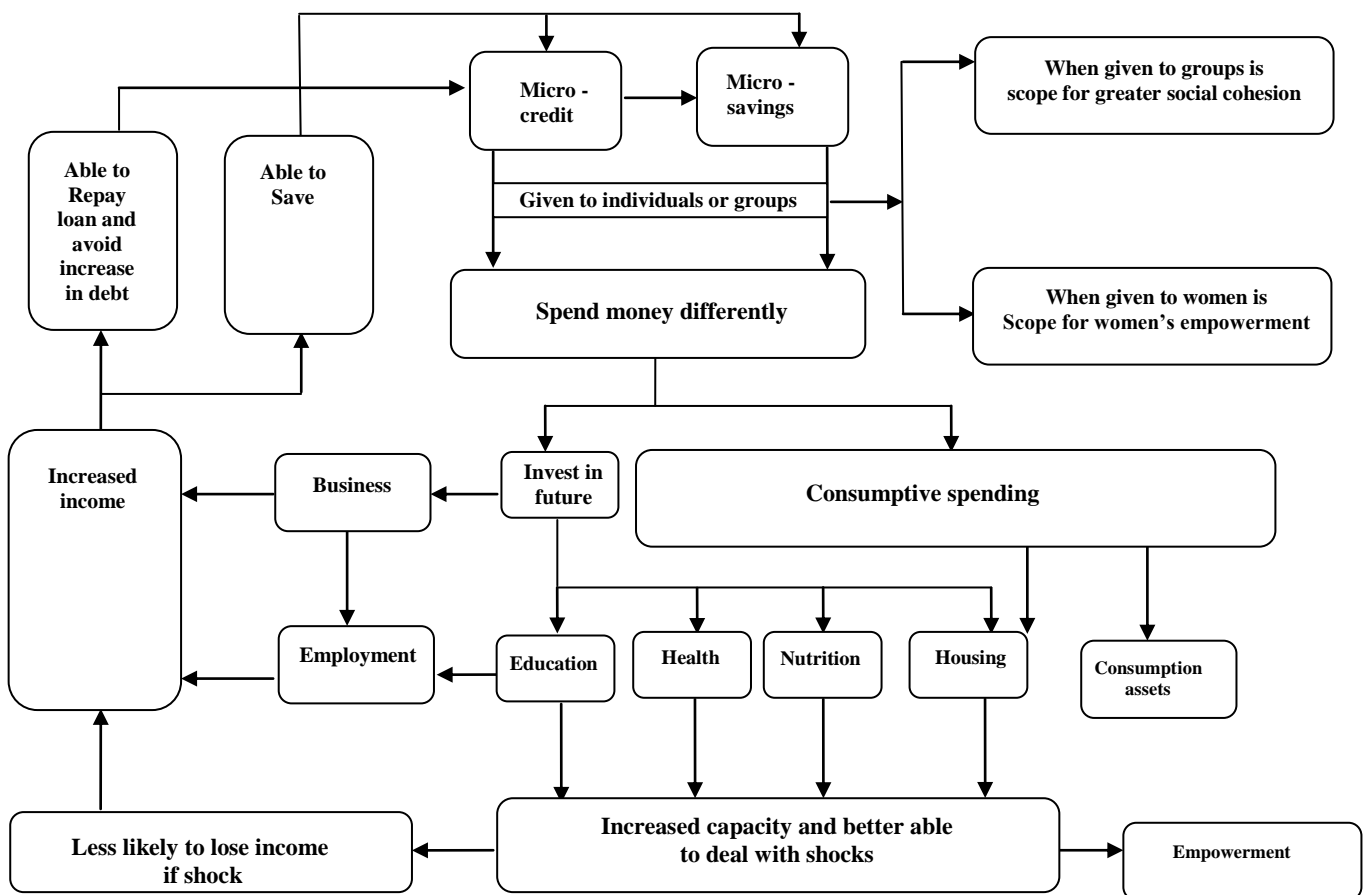 Micro -
credit
Micro -
savings
When given to groups is
scope for greater social cohesion
Able to
Repay
loan and
avoid
increase
in debt
Able to
Save
Given to individuals or groups
Spend money differently
When given to women is
Scope for women’s empowerment
Increased
income
Business
Invest in
future
Consumptive spending
Employment
Education
Health
Nutrition
Housing
Consumption
assets
Less likely to lose income
if shock
Increased capacity and better able
to deal with shocks
Empowerment